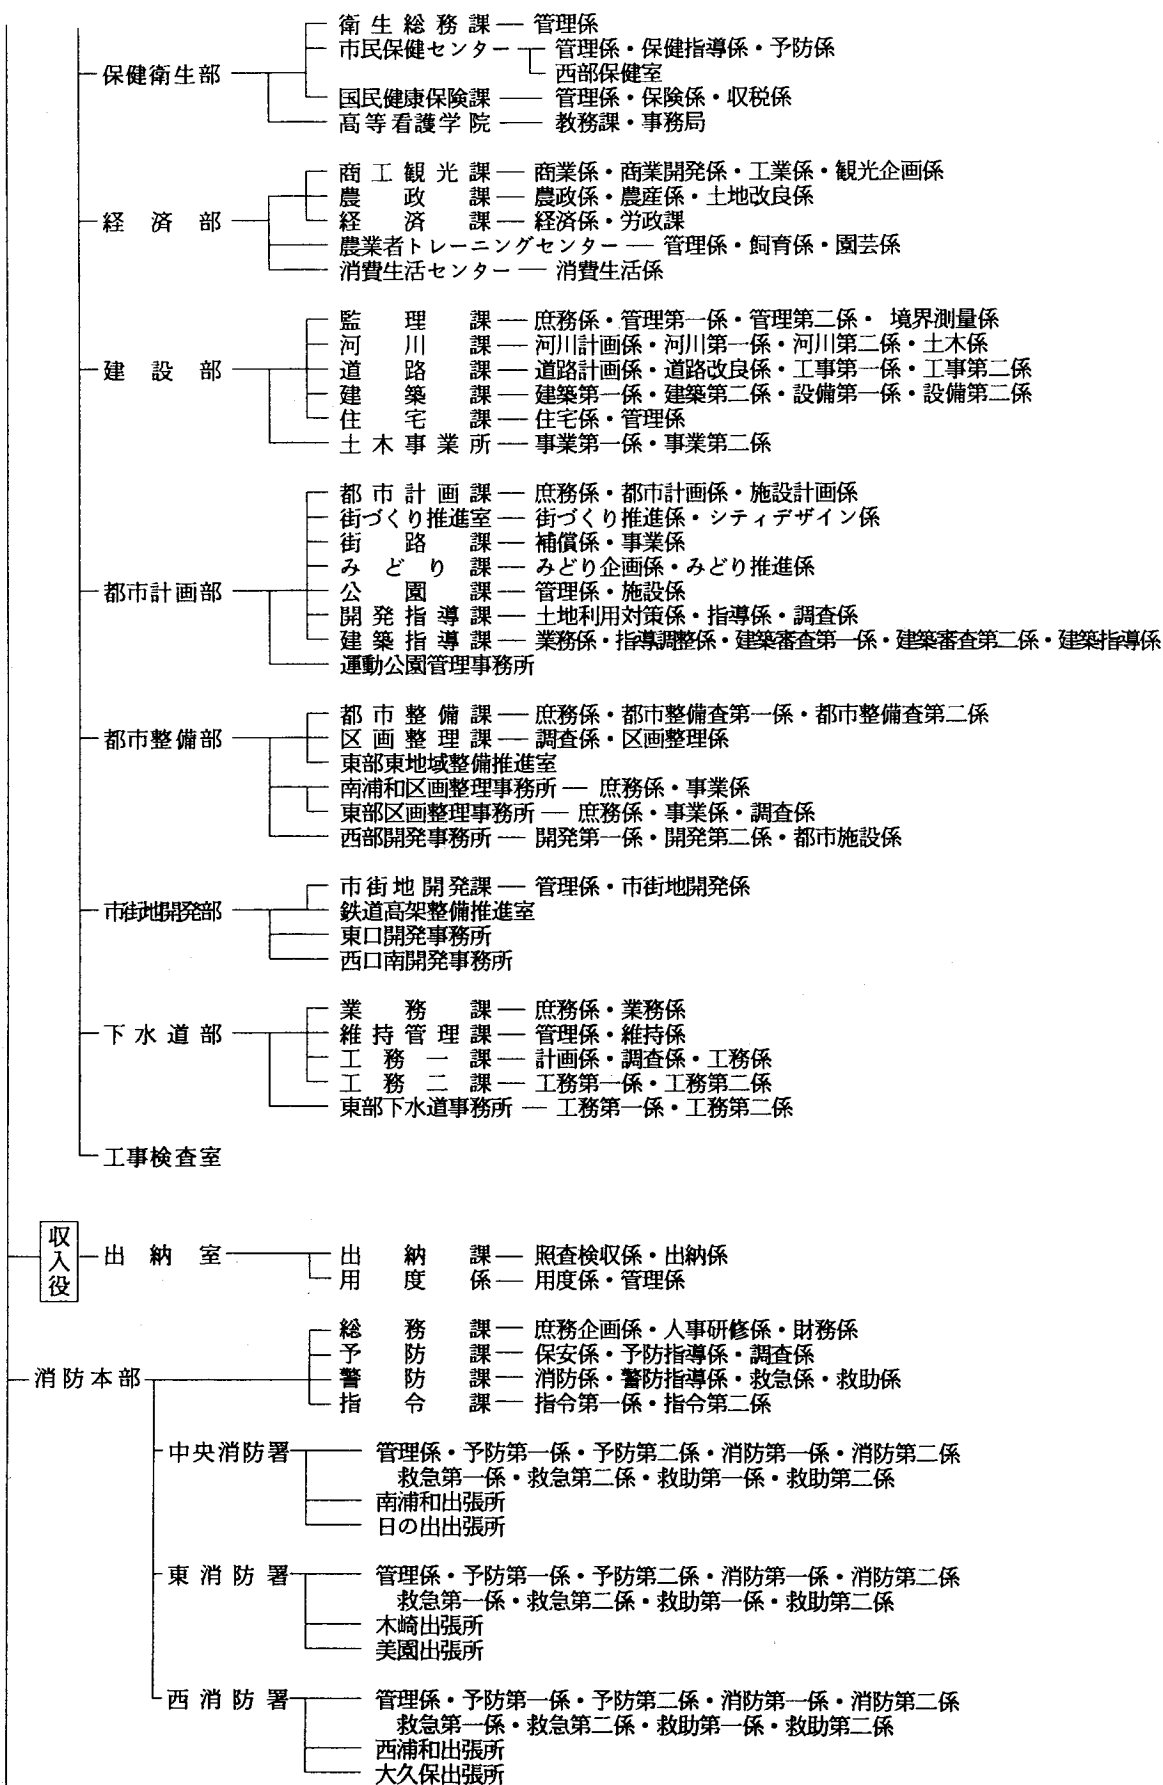 衛生総務課 管理係
市民保健センター 管理係・保健指導係・予防係
西部保健室
保健衛生部
国民健康保険課 管理係・保険係・収税係
高等看護学院 教務課・事務局
商工観光課 商業係・商業開発係・工業係・観光企画係
農政課 農政係・農産係・土地改良係
経済部 経済課 経済係・労政課
農業者トレーニングセンター 管理係・飼育係・園芸係
消費生活センター 消費生活係
監理課 庶務係・管理第一係・管理第二係・境界測量係
河川課 河川計画係・河川第一係・河川第二係・土木係
建設部 道路課 道路計画係・道路改良係・工事第一係・工事第二係
建築課 建築第一係・建築第二係・設備第一係・設備第二係
住宅課 住宅係・管理係
土木事業所 事業第一係・事業第二係
都市計画課 庶務係・都市計画係・施設計画係
街づくり推進室 街づくり推進係・シティデザイン係
街路課 補償係・事業係
みどり課 みどり企画係・みどり推進係
都市計画部 公園課 管理係・施設係
開発指導課 土地利用対策係・指導係・調査係
建築指導課 業務係・指導調整係・建築審査第一係・建築審査第二係・建築指導係
運動公園管理事務所
都市整備課 庶務係・都市整備査第一係・都市整備査第二係
都市整備部 区画整理課 調査係・区画整理係
東部東地域整備推進室
南浦和区画整理事務所 庶務係・事業係
東部区画整理事務所 庶務係・事業係・調査係
西部開発事務所 開発第一係・開発第二係・都市施設係
市街地開発課 管理係・市街地開発係
市街地開発部 鉄道高架整備推進室
東口開発事務所
西口南開発事務所
業務課 庶務係・業務係
下水道部 維持管理課 管理係・維持係
工務一課 計画係・調査係・工務係
工務二課 工務第一係・工務第二係
東部下水道事務所 工務第一係・工務第二係
工事検査室
収入役 出納室 出納課 照査検収係・出納係
用度係 用度係・管理係
総務課 庶務企画係・人事研修係・財務係
予防課 保安係・予防指導係・調査係
消防本部 警防課 消防係・警防指導係・救急係・救助係
指令課 指令第一係・指令第二係
中央消防署 管理係・予防第一係・予防第二係・消防第一係・消防第二係
救急第一係・救急第二係・救助第一係・救助第二係
南浦和出張所
日の出出張所
東消防署 管理係・予防第一係・予防第二係・消防第一係・消防第二係
救急第一係・救急第二係・救助第一係・救助第二係
木崎出張所
美園出張所
西消防署 管理係・予防第一係・予防第二係・消防第一係・消防第二係
救急第一係・救急第二係・救助第一係・救助第二係
西浦和出張所
大久保出張所